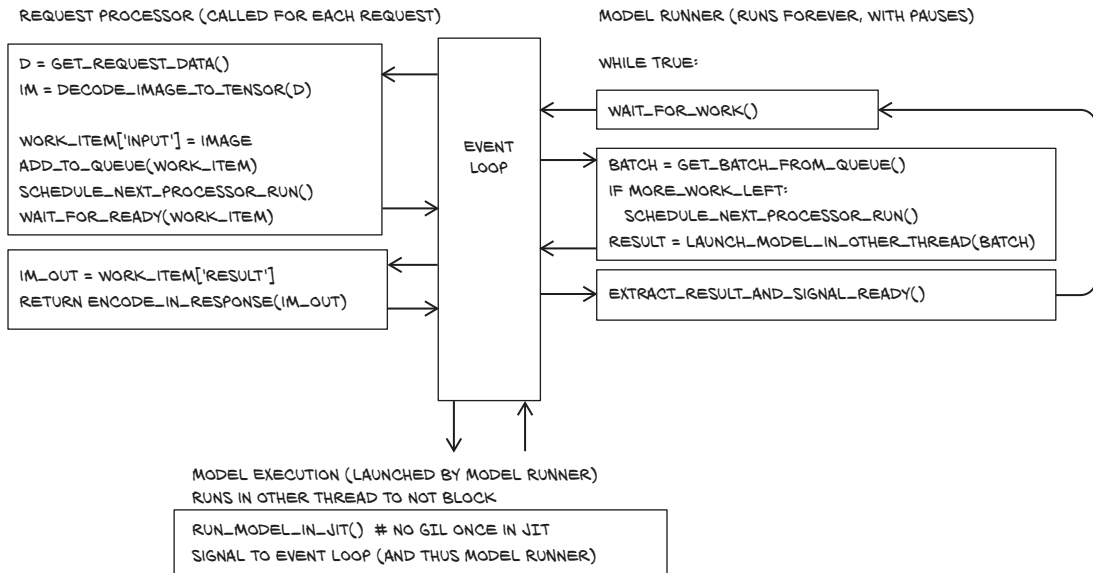 REQUEST PROCESSOR (CALLED FOR EACH REQUEST)
D = GET_REQUEST_DATA()
IM = DECODE_IMAGE_TO_TENSOR(D)
WORK_ITEM['INPUT'] = IMAGE
ADD_TO_QUEUE(WORK_ITEM)
SCHEDULE_NEXT_PROCESSOR_RUN()
WAIT_FOR_READY(WORK_ITEM)
IM_OUT = WORK_ITEM['RESULT']
RETURN ENCODE_IN_RESPONSE(IM_OUT)
EVENT
LOOP
MODEL RUNNER (RUNS FOREVER, WITH PAUSES)
WHILE TRUE:
WAIT_FOR_WORK()
BATCH = GET_BATCH_FROM_QUEUE()
IF MORE_WORK_LEFT:
SCHEDULE_NEXT_PROCESSOR_RUN()
RESULT = LAUNCH_MODEL_IN_OTHER_THREAD(BATCH)
EXTRACT_RESULT_AND_SIGNAL_READY()
MODEL EXECUTION (LAUNCHED BY MODEL RUNNER)
RUNS IN OTHER THREAD TO NOT BLOCK
RUN_MODEL_IN_JIT() # NO GIL ONCE IN JIT
SIGNAL TO EVENT LOOP (AND THUS MODEL RUNNER)